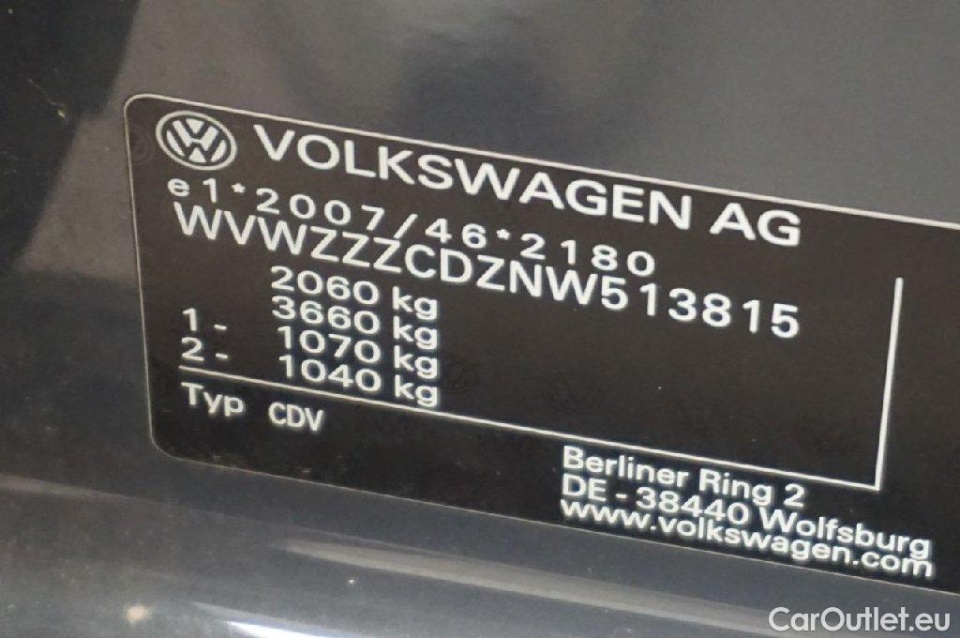 VOLKSWAGEN AG
e1*2007/46*2180
WVWZZZCDZNW513815
2060 kg
3660 kg
1 - 1070 kg
2 - 1040 kg
Typ CDV
Berliner Ring 2
DE - 38440 Wolfsburg
www.volkswagen.com
CarOutlet.eu